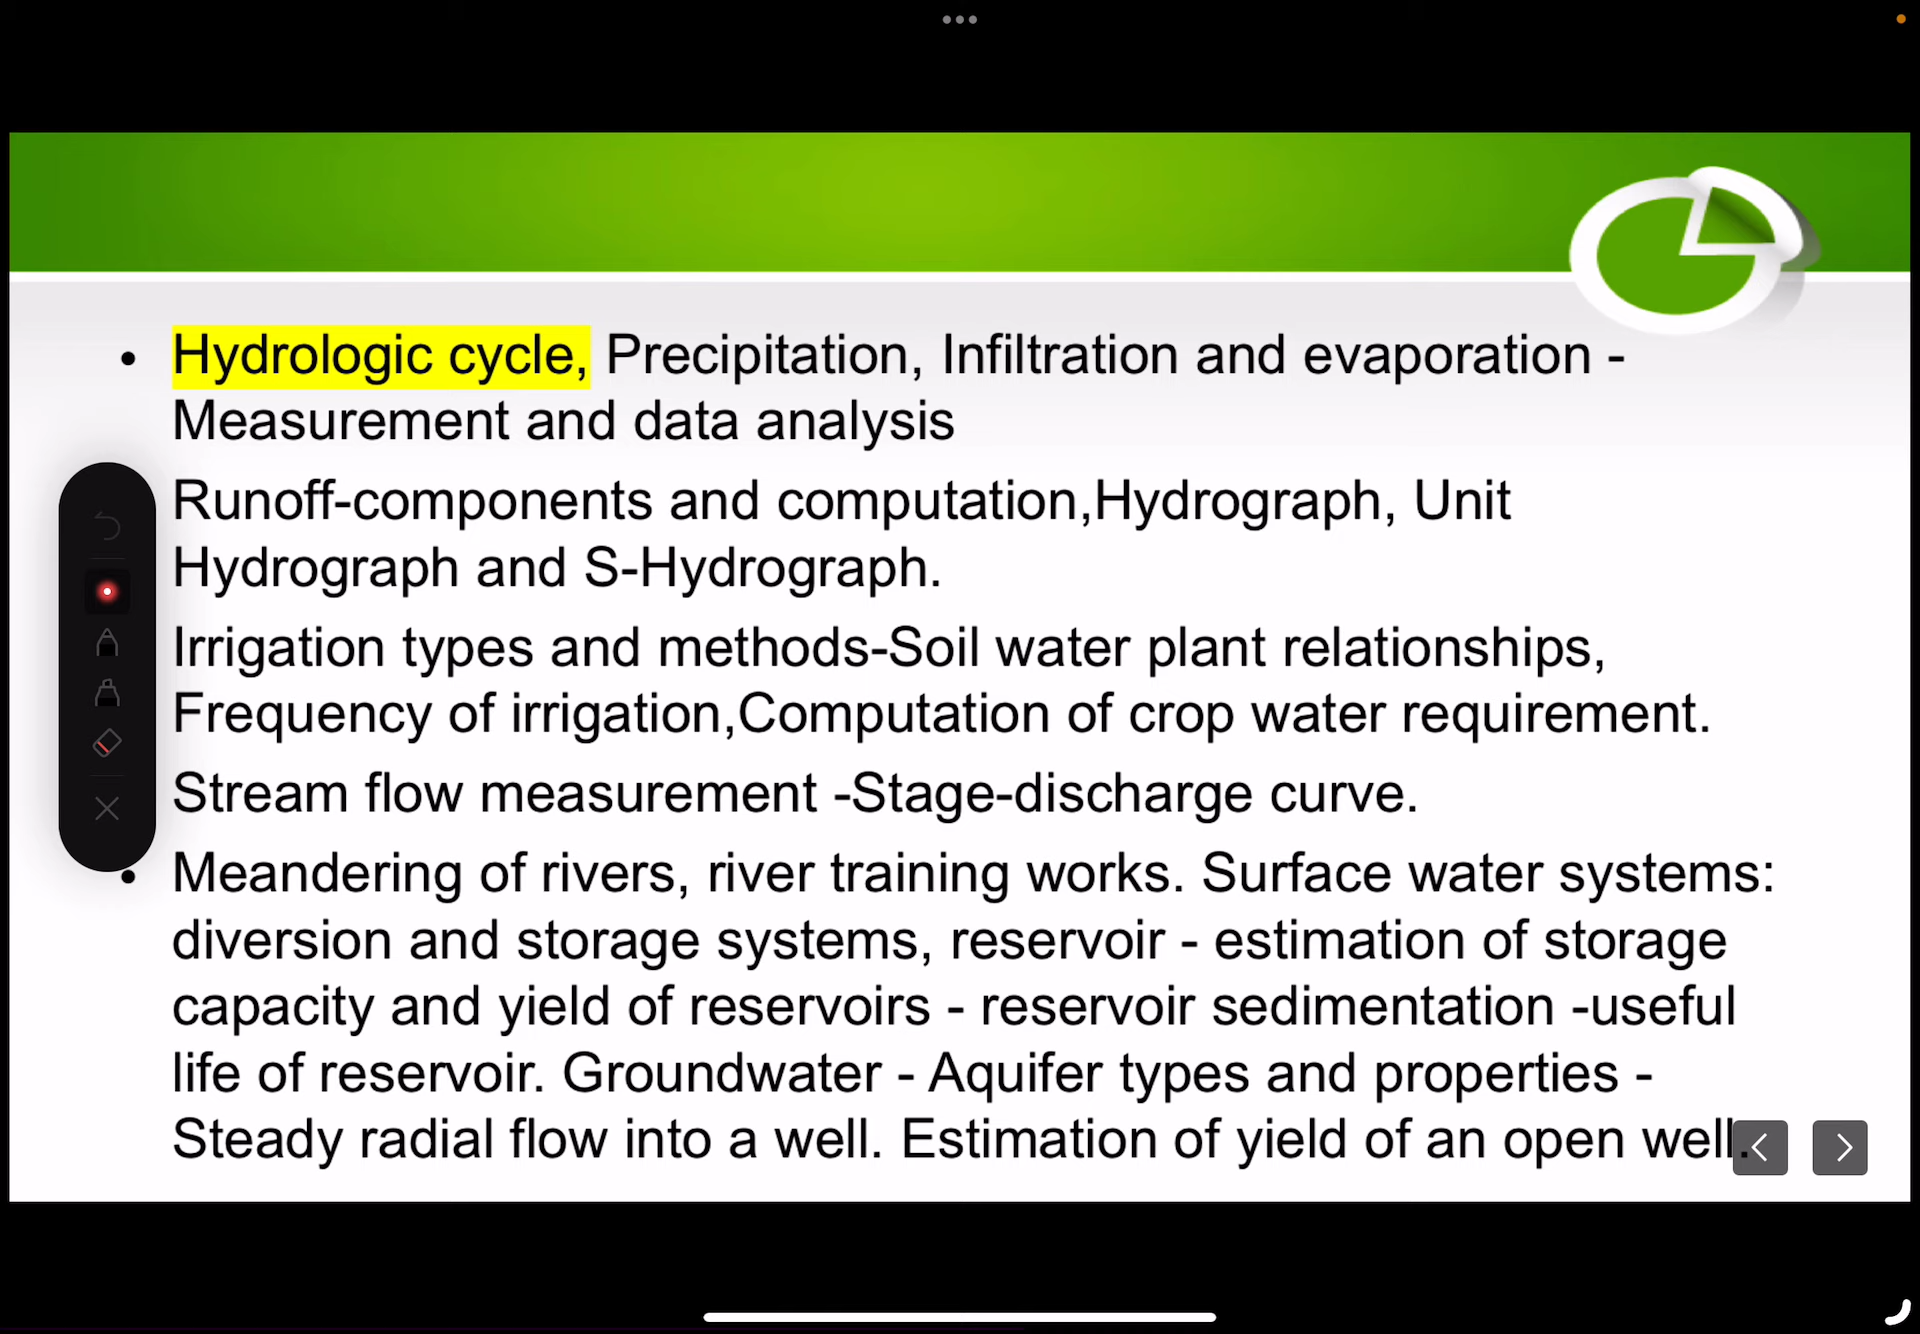 • Hydrologic cycle, Precipitation, Infiltration and evaporation -
Measurement and data analysis
Runoff-components and computation,Hydrograph, Unit
Hydrograph and S-Hydrograph.
Irrigation types and methods-Soil water plant relationships,
Frequency of irrigation,Computation of crop water requirement.
Stream flow measurement -Stage-discharge curve.
• Meandering of rivers, river training works. Surface water systems:
diversion and storage systems, reservoir - estimation of storage
capacity and yield of reservoirs - reservoir sedimentation -useful
life of reservoir. Groundwater - Aquifer types and properties -
Steady radial flow into a well. Estimation of yield of an open well.